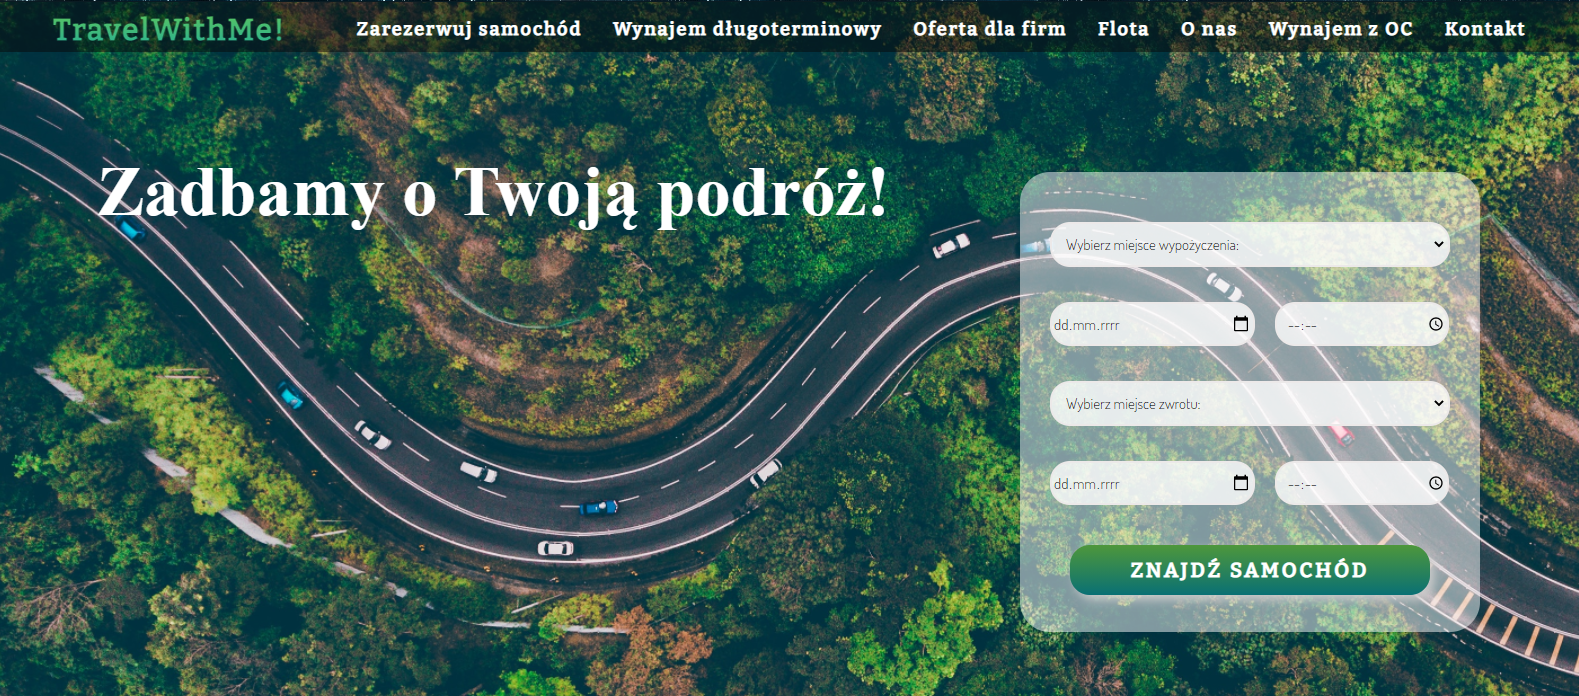 TravelWithMe! Zarezerwuj samochód Wynajem długoterminowy Oferta dla firm Flota O nas Wynajem z OC Kontakt
Zadbamy o Twoją podróż!
Wybierz miejsce wypożyczenia:
dd.mm.rrrr --:--
Wybierz miejsce zwrotu:
dd.mm.rrrr --:--
ZNAJDŹ SAMOCHÓD